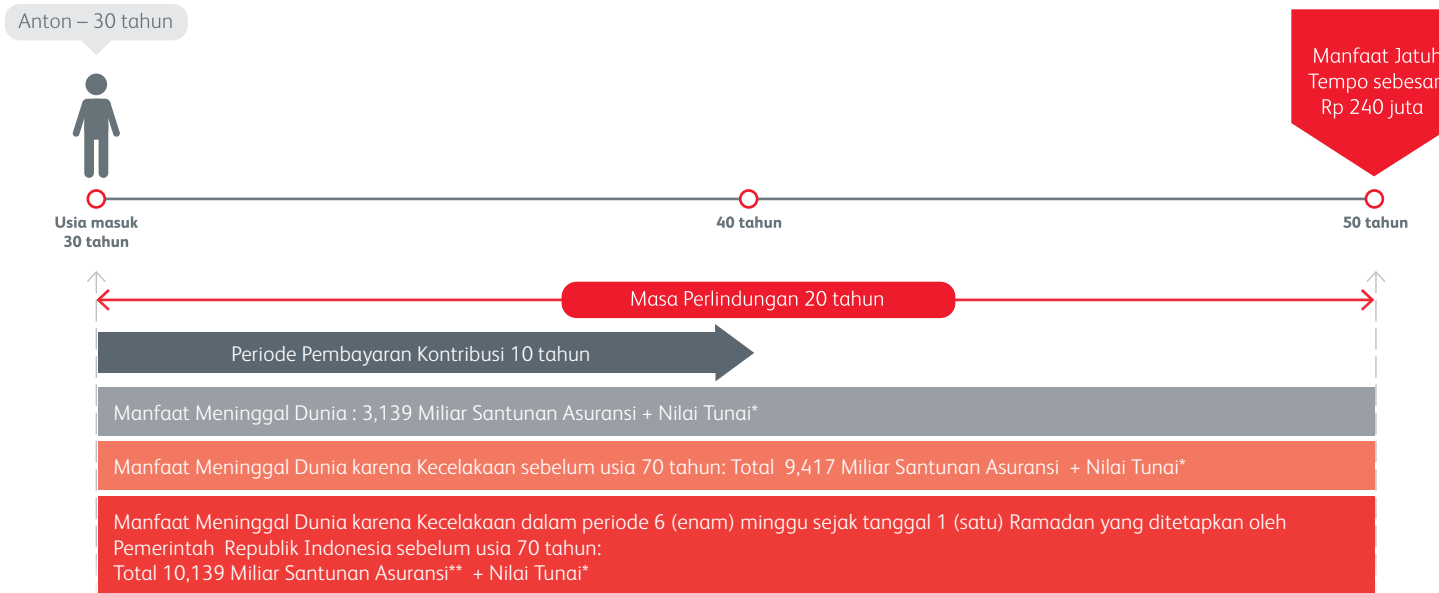 Anton – 30 tahun
Manfaat Jatuh
Tempo sebesar
Rp 240 juta
Usia masuk
30 tahun
40 tahun
50 tahun
Masa Perlindungan 20 tahun
Periode Pembayaran Kontribusi 10 tahun
Manfaat Meninggal Dunia : 3,139 Miliar Santunan Asuransi + Nilai Tunai*
Manfaat Meninggal Dunia karena Kecelakaan sebelum usia 70 tahun: Total 9,417 Miliar Santunan Asuransi + Nilai Tunai*
Manfaat Meninggal Dunia karena Kecelakaan dalam periode 6 (enam) minggu sejak tanggal 1 (satu) Ramadan yang ditetapkan oleh
Pemerintah Republik Indonesia sebelum usia 70 tahun:
Total 10,139 Miliar Santunan Asuransi** + Nilai Tunai*